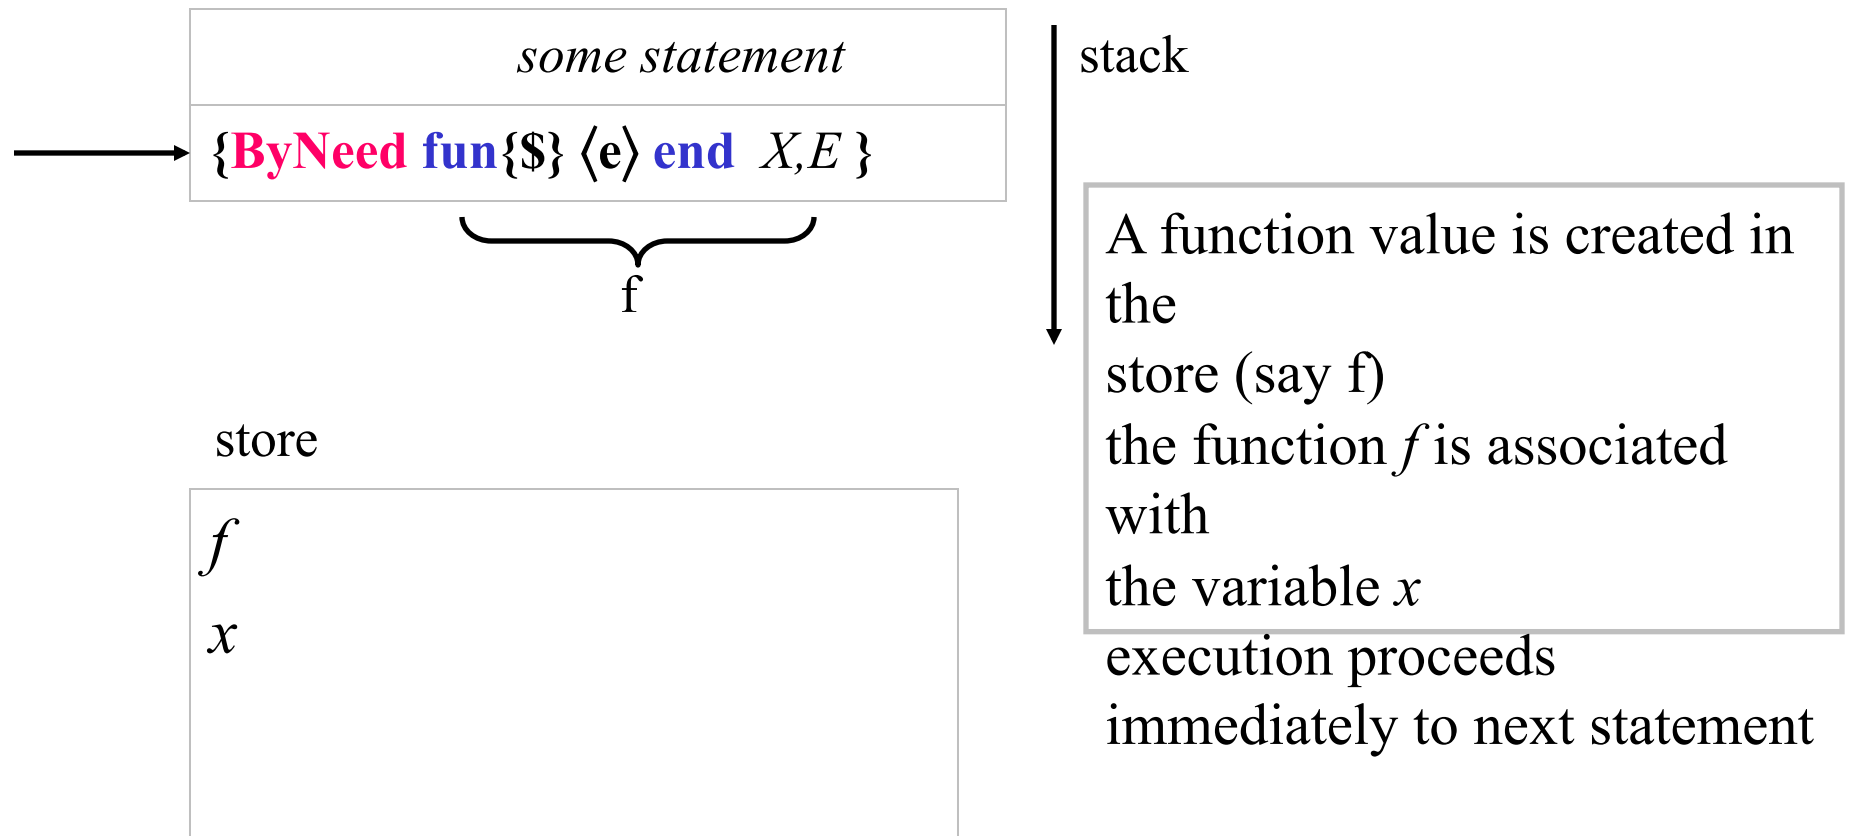 some statement
stack
{ByNeed fun{$} ⟨e⟩ end X,E }
f
A function value is created in
the
store (say f)
the function f is associated
with
the variable x
execution proceeds
immediately to next statement
store
f
x